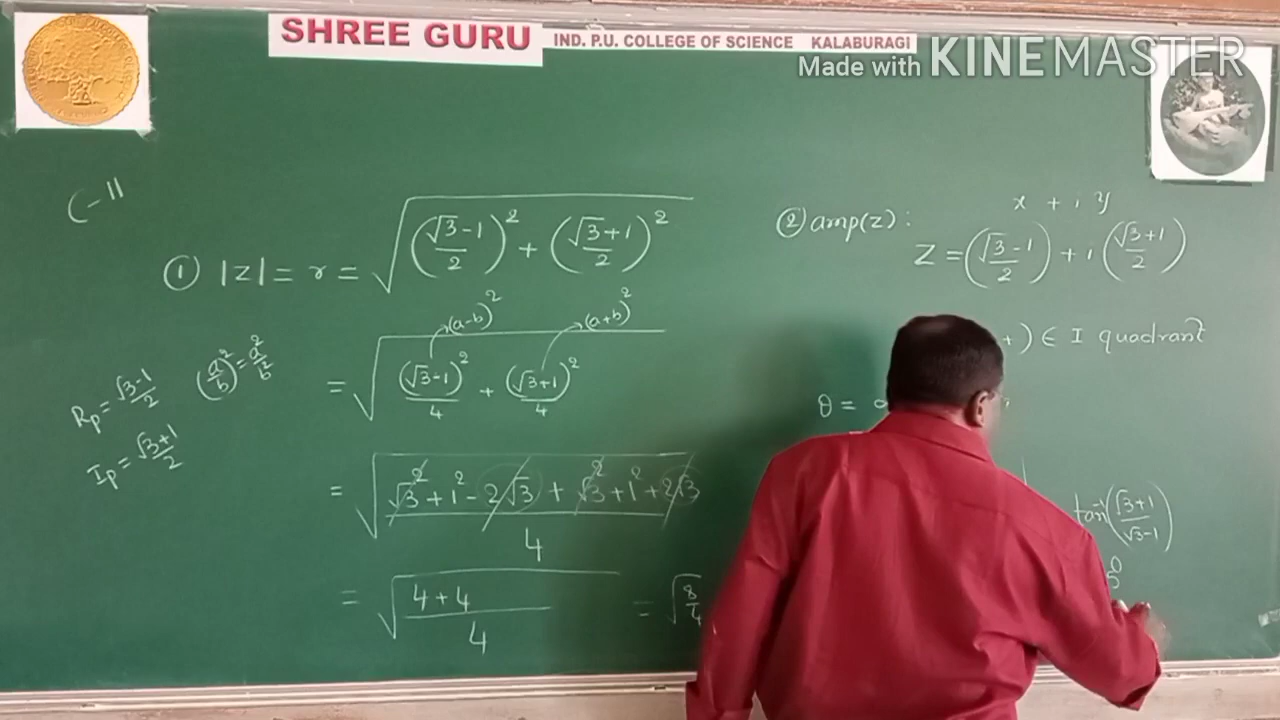 SHREE GURU IND. P.U. COLLEGE OF SCIENCE KALABURAGI
Made with KINEMASTER
① |z| = r = √((√3-1)/2)² + ((√3+1)/2)²
(a-b)² (a+b)²
= √(√3-1)²/4 + (√3+1)²/4
Rp = √3-1/2
Ip = √3+1/2
(a/b)² = a²/b²
= √(√3² + 1² - 2√3 + √3² + 1² + 2√3)/4
= √(4+4)/4 = √8/4
② amp(z) :
x + i y
Z = (√3-1/2) + i (√3+1/2)
+) ∈ I quadrant
θ =
tan⁻¹(√3+1/√3-1)